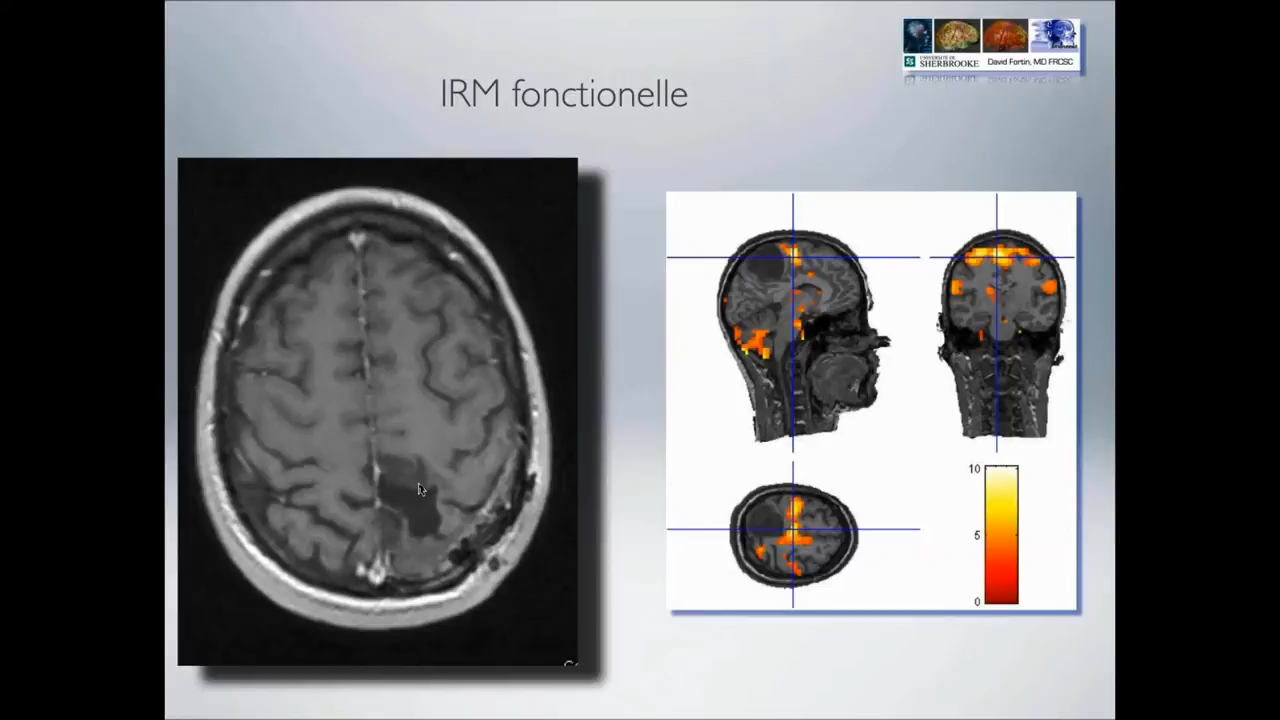 UNIVERSITÉ DE
SHERBROOKE
David Fortin, MD FRCSC
IRM fonctionelle
10
5
0